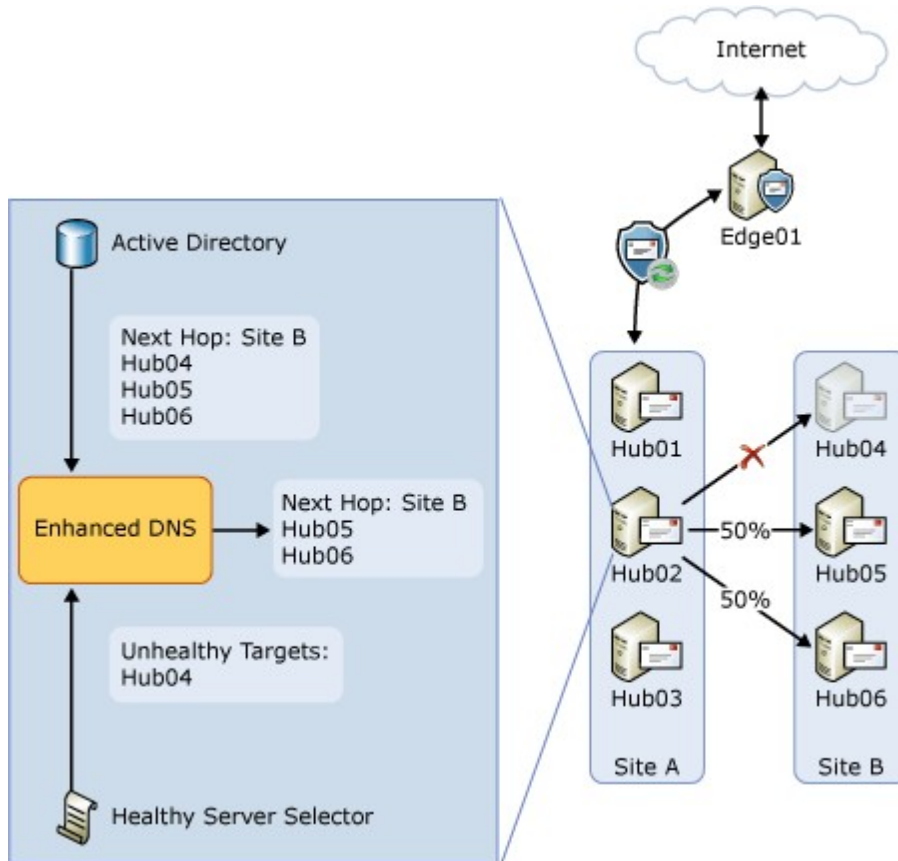 Internet
Edge01
Active Directory
Next Hop: Site B
Hub04
Hub05
Hub06
Enhanced DNS
Next Hop: Site B
Hub05
Hub06
Unhealthy Targets:
Hub04
Healthy Server Selector
Hub01
Hub02
Hub03
Site A
50%
50%
Hub04
Hub05
Hub06
Site B